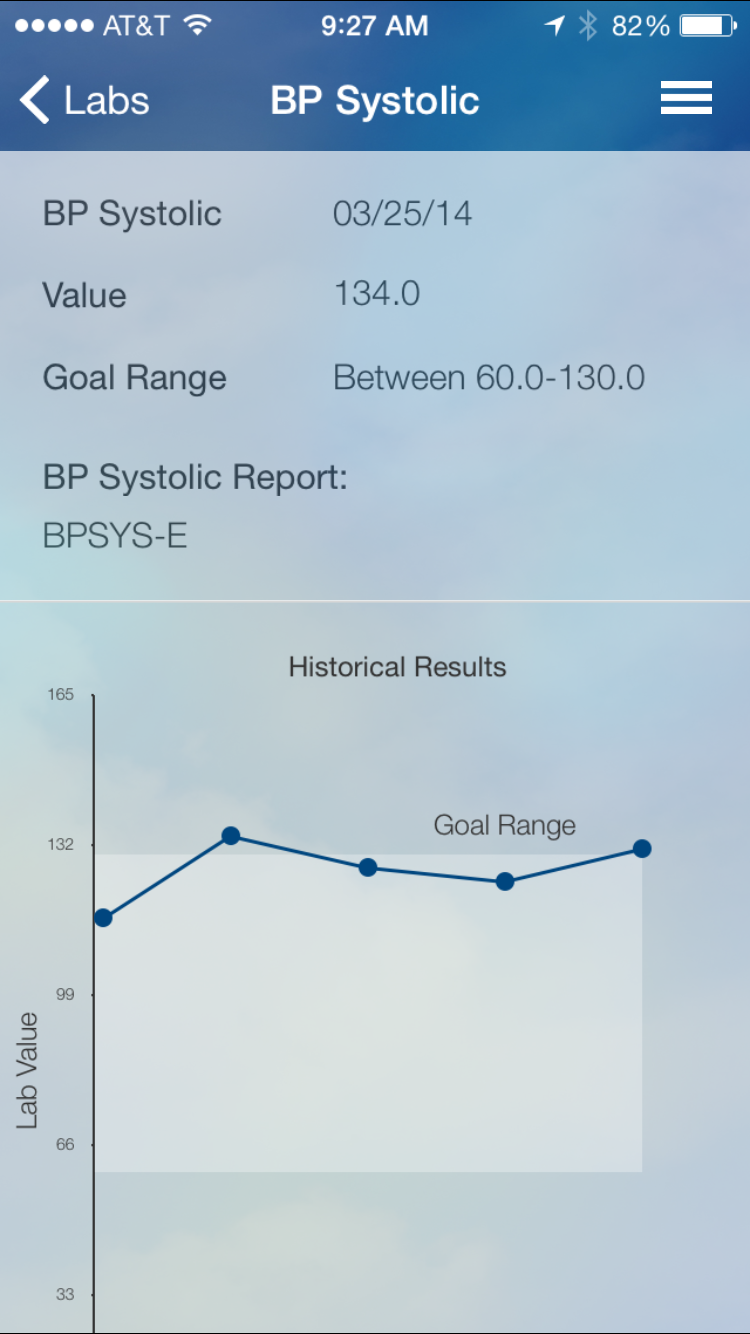 AT&T 9:27 AM 82%
Labs BP Systolic
BP Systolic 03/25/14
Value 134.0
Goal Range Between 60.0-130.0
BP Systolic Report:
BPSYS-E
Historical Results
165
Goal Range
132
99
Lab Value
66
33